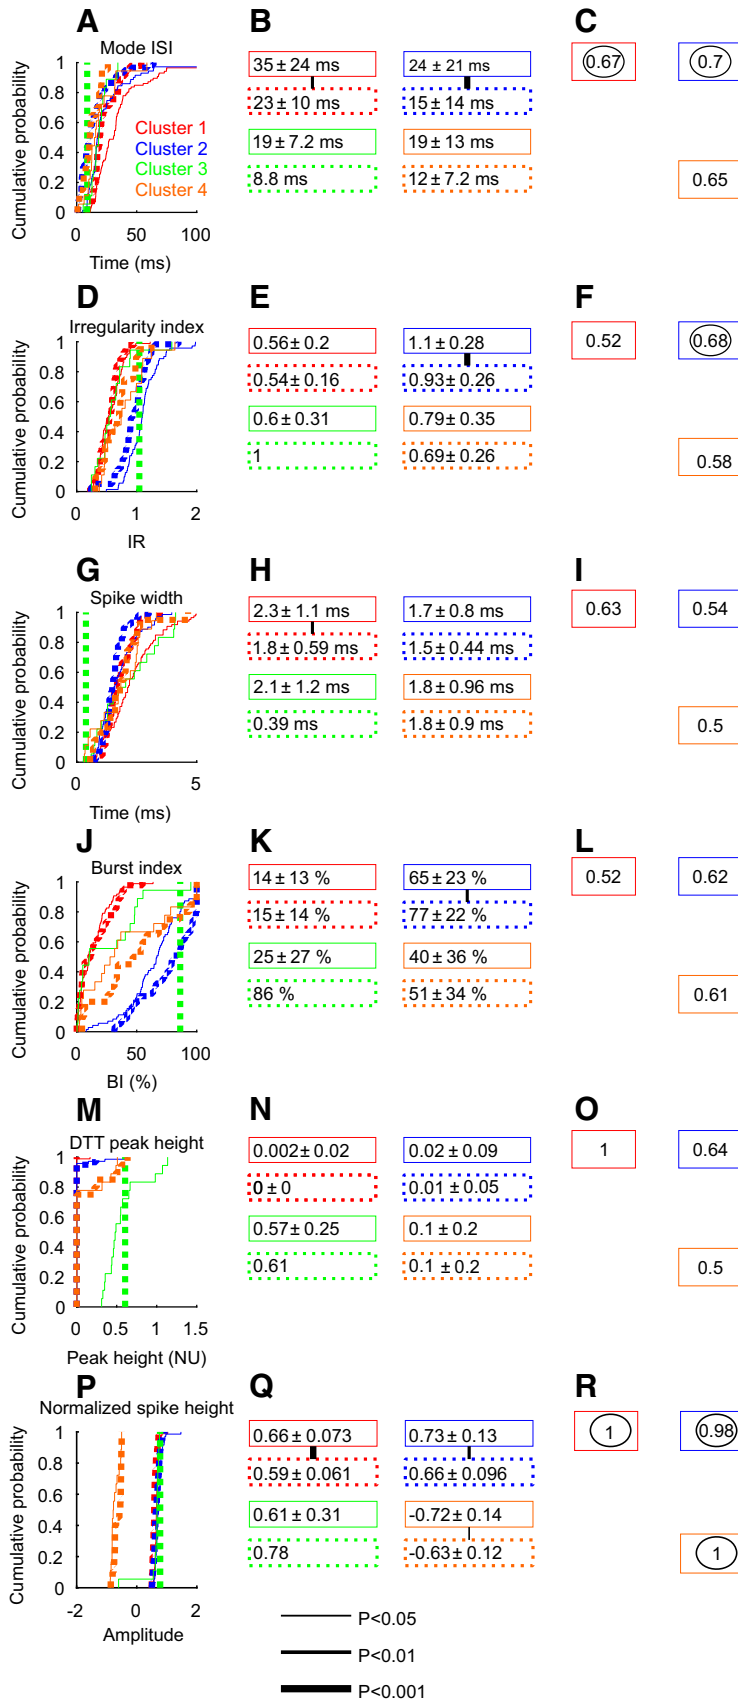 A
B
C
Mode ISI
Cumulative probability
1
0.8
0.6
0.4
0.2
0
Cluster 1
Cluster 2
Cluster 3
Cluster 4
0 50 100
Time (ms)
35 ± 24 ms
24 ± 21 ms
23 ± 10 ms
15 ± 14 ms
19 ± 7.2 ms
19 ± 13 ms
8.8 ms
12 ± 7.2 ms
0.67
0.7
0.65
D
E
F
Irregularity index
Cumulative probability
1
0.8
0.6
0.4
0.2
0
0 1 2
IR
0.56 ± 0.2
1.1 ± 0.28
0.54 ± 0.16
0.93 ± 0.26
0.6 ± 0.31
0.79 ± 0.35
1
0.69 ± 0.26
0.52
0.68
0.58
G
H
I
Spike width
Cumulative probability
1
0.8
0.6
0.4
0.2
0
0 5
Time (ms)
2.3 ± 1.1 ms
1.7 ± 0.8 ms
1.8 ± 0.59 ms
1.5 ± 0.44 ms
2.1 ± 1.2 ms
1.8 ± 0.96 ms
0.39 ms
1.8 ± 0.9 ms
0.63
0.54
0.5
J
K
L
Burst index
Cumulative probability
1
0.8
0.6
0.4
0.2
0
0 50 100
BI (%)
14 ± 13 %
65 ± 23 %
15 ± 14 %
77 ± 22 %
25 ± 27 %
40 ± 36 %
86 %
51 ± 34 %
0.52
0.62
0.61
M
N
O
DTT peak height
Cumulative probability
1
0.8
0.6
0.4
0.2
0
0 0.5 1 1.5
Peak height (NU)
0.002 ± 0.02
0.02 ± 0.09
0 ± 0
0.01 ± 0.05
0.57 ± 0.25
0.1 ± 0.2
0.61
0.1 ± 0.2
1
0.64
0.5
P
Q
R
Normalized spike height
Cumulative probability
1
0.8
0.6
0.4
0.2
0
-2 0 2
Amplitude
0.66 ± 0.073
0.73 ± 0.13
0.59 ± 0.061
0.66 ± 0.096
0.61 ± 0.31
-0.72 ± 0.14
0.78
-0.63 ± 0.12
1
0.98
1
P<0.05
P<0.01
P<0.001